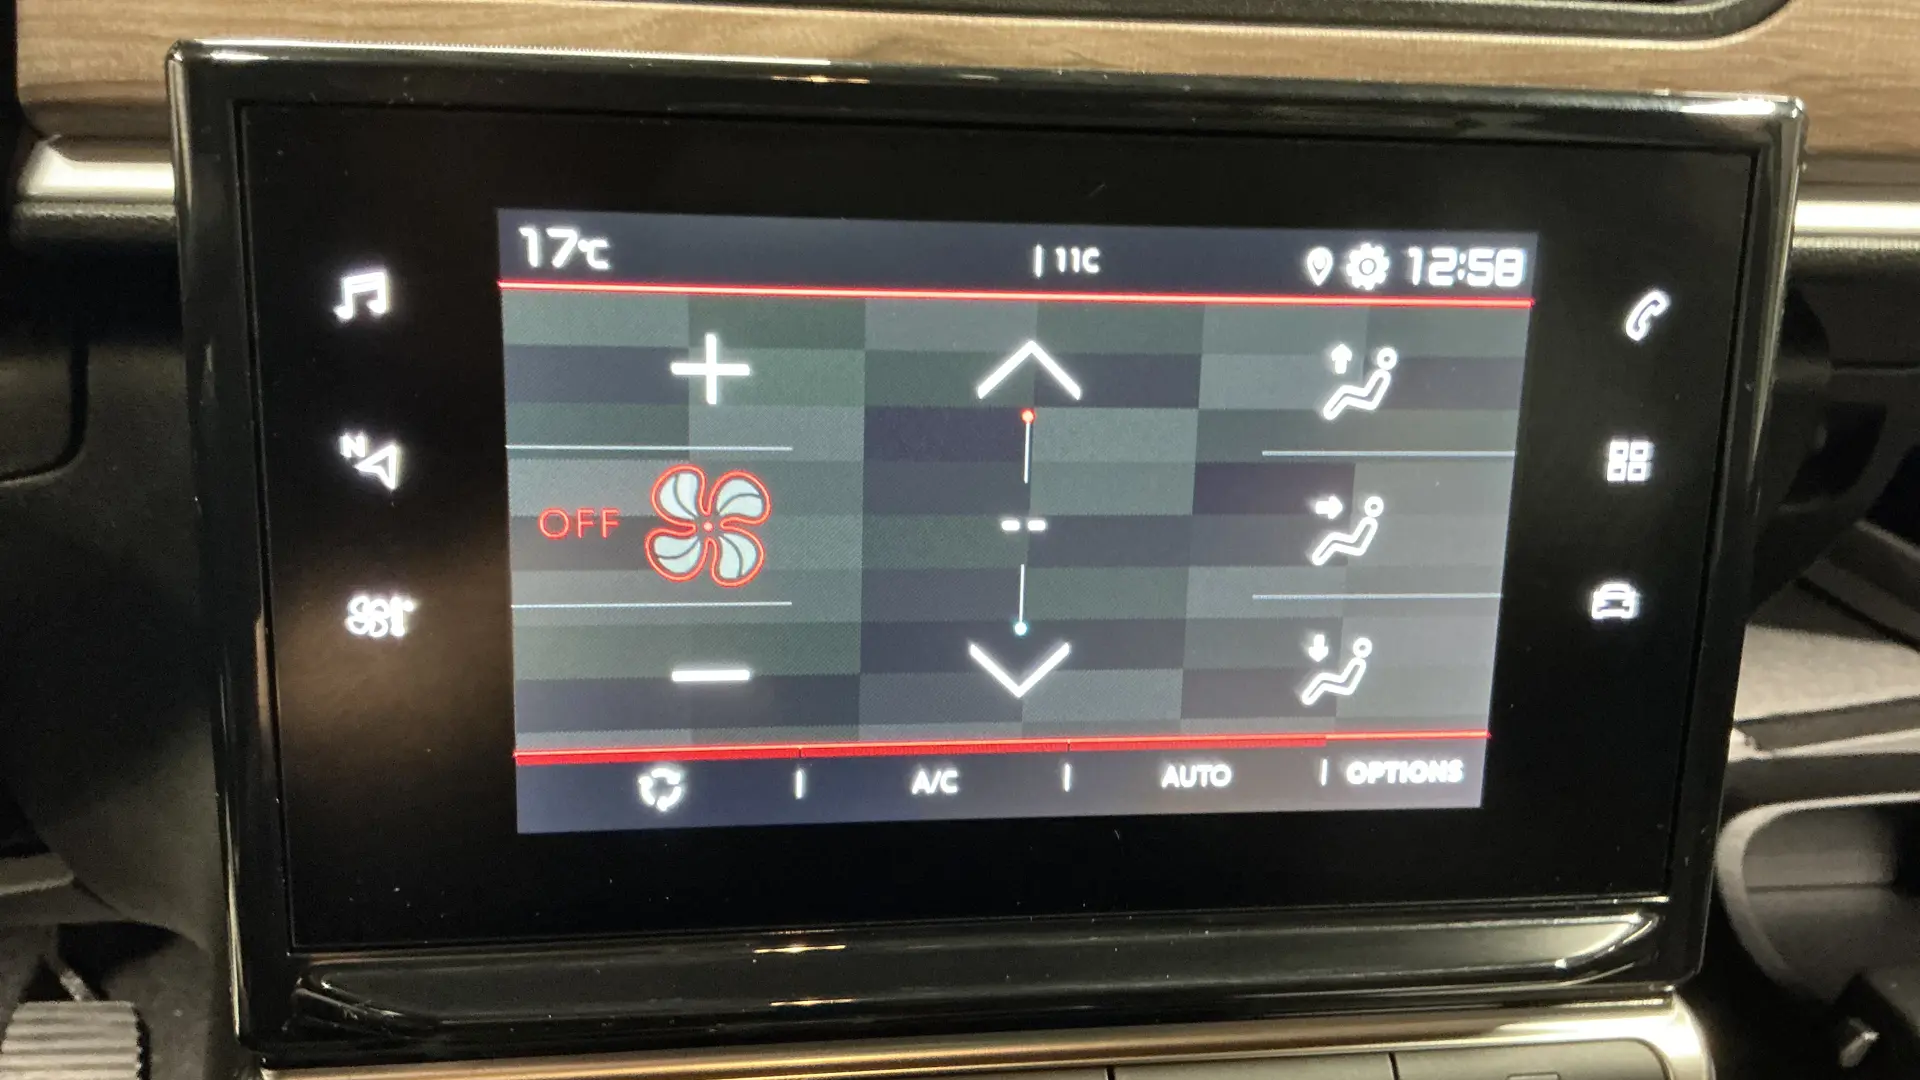 17°C
| 11C
12:58
N
OFF
--
A/C | AUTO | OPTIONS